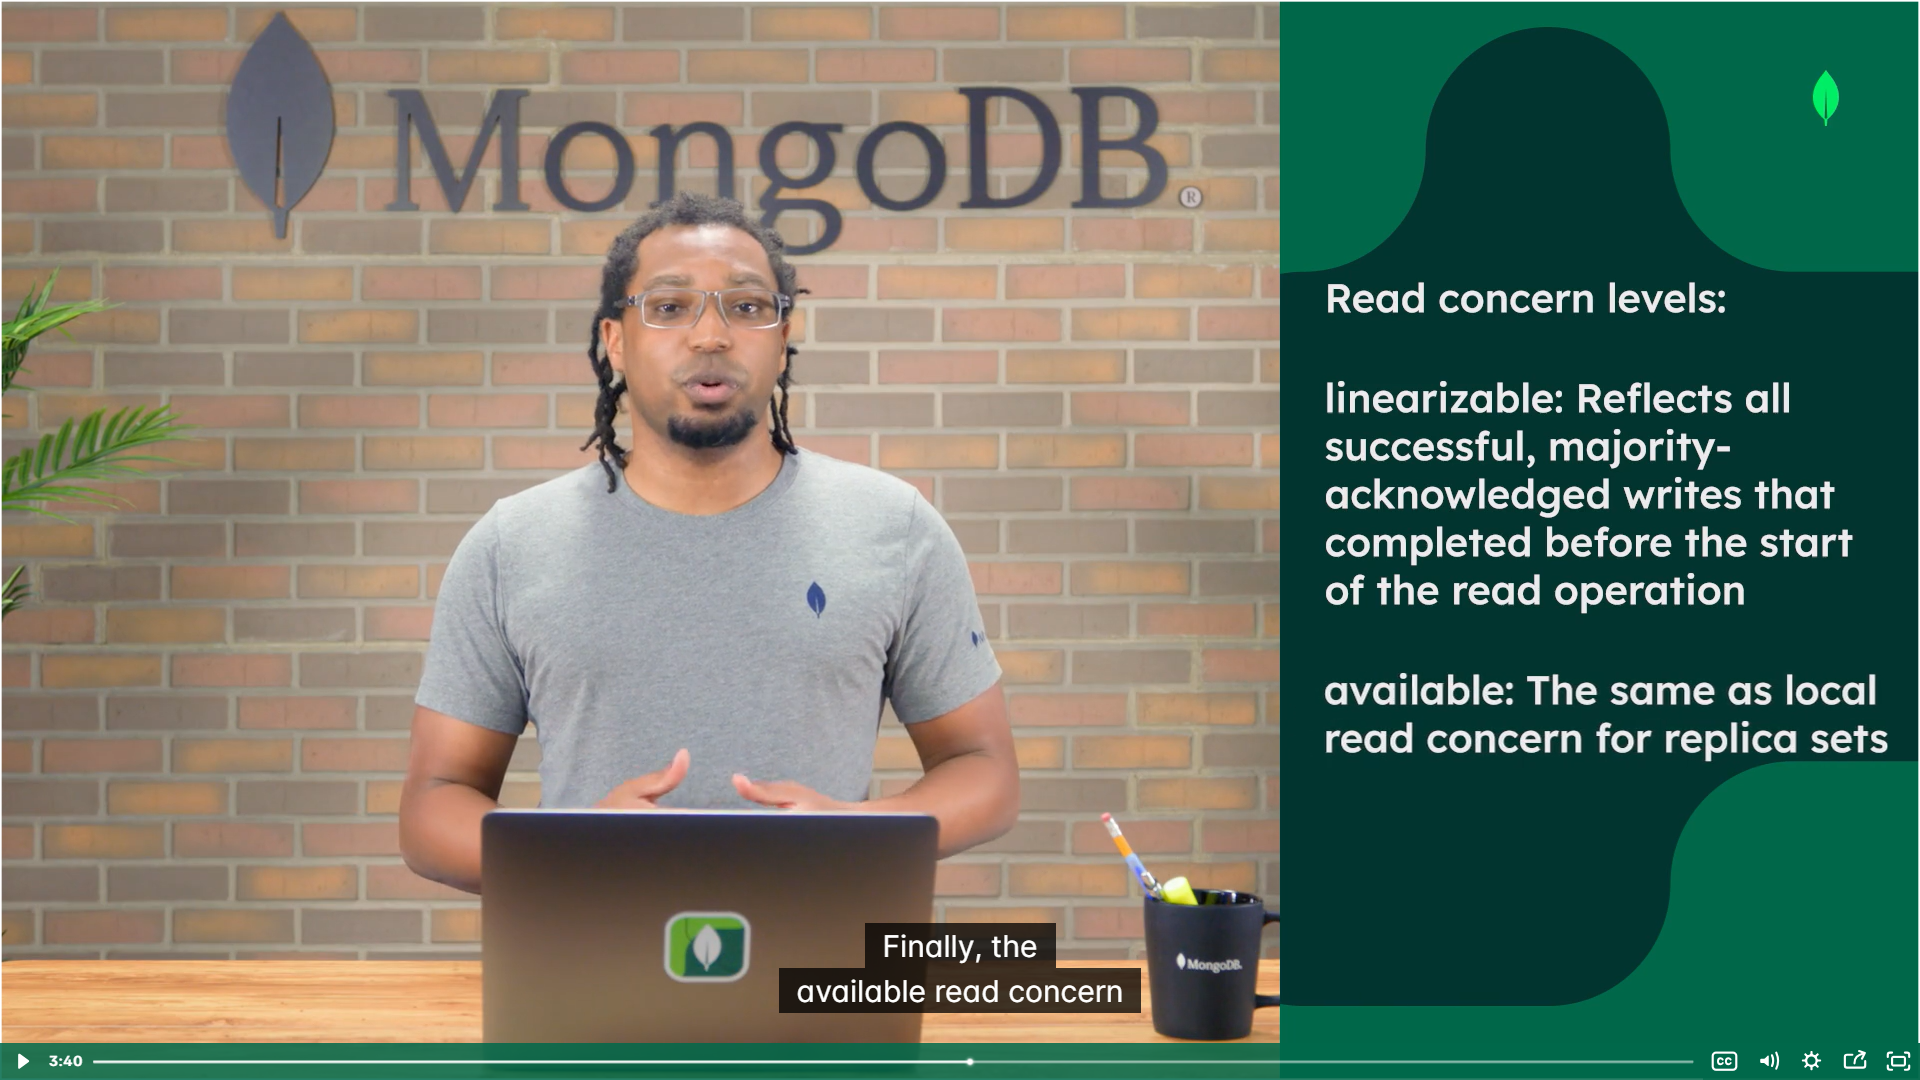 MongoDB®
Read concern levels:
linearizable: Reflects all
successful, majority-
acknowledged writes that
completed before the start
of the read operation
available: The same as local
read concern for replica sets
MongoDB.
Finally, the
available read concern
3:40
CC